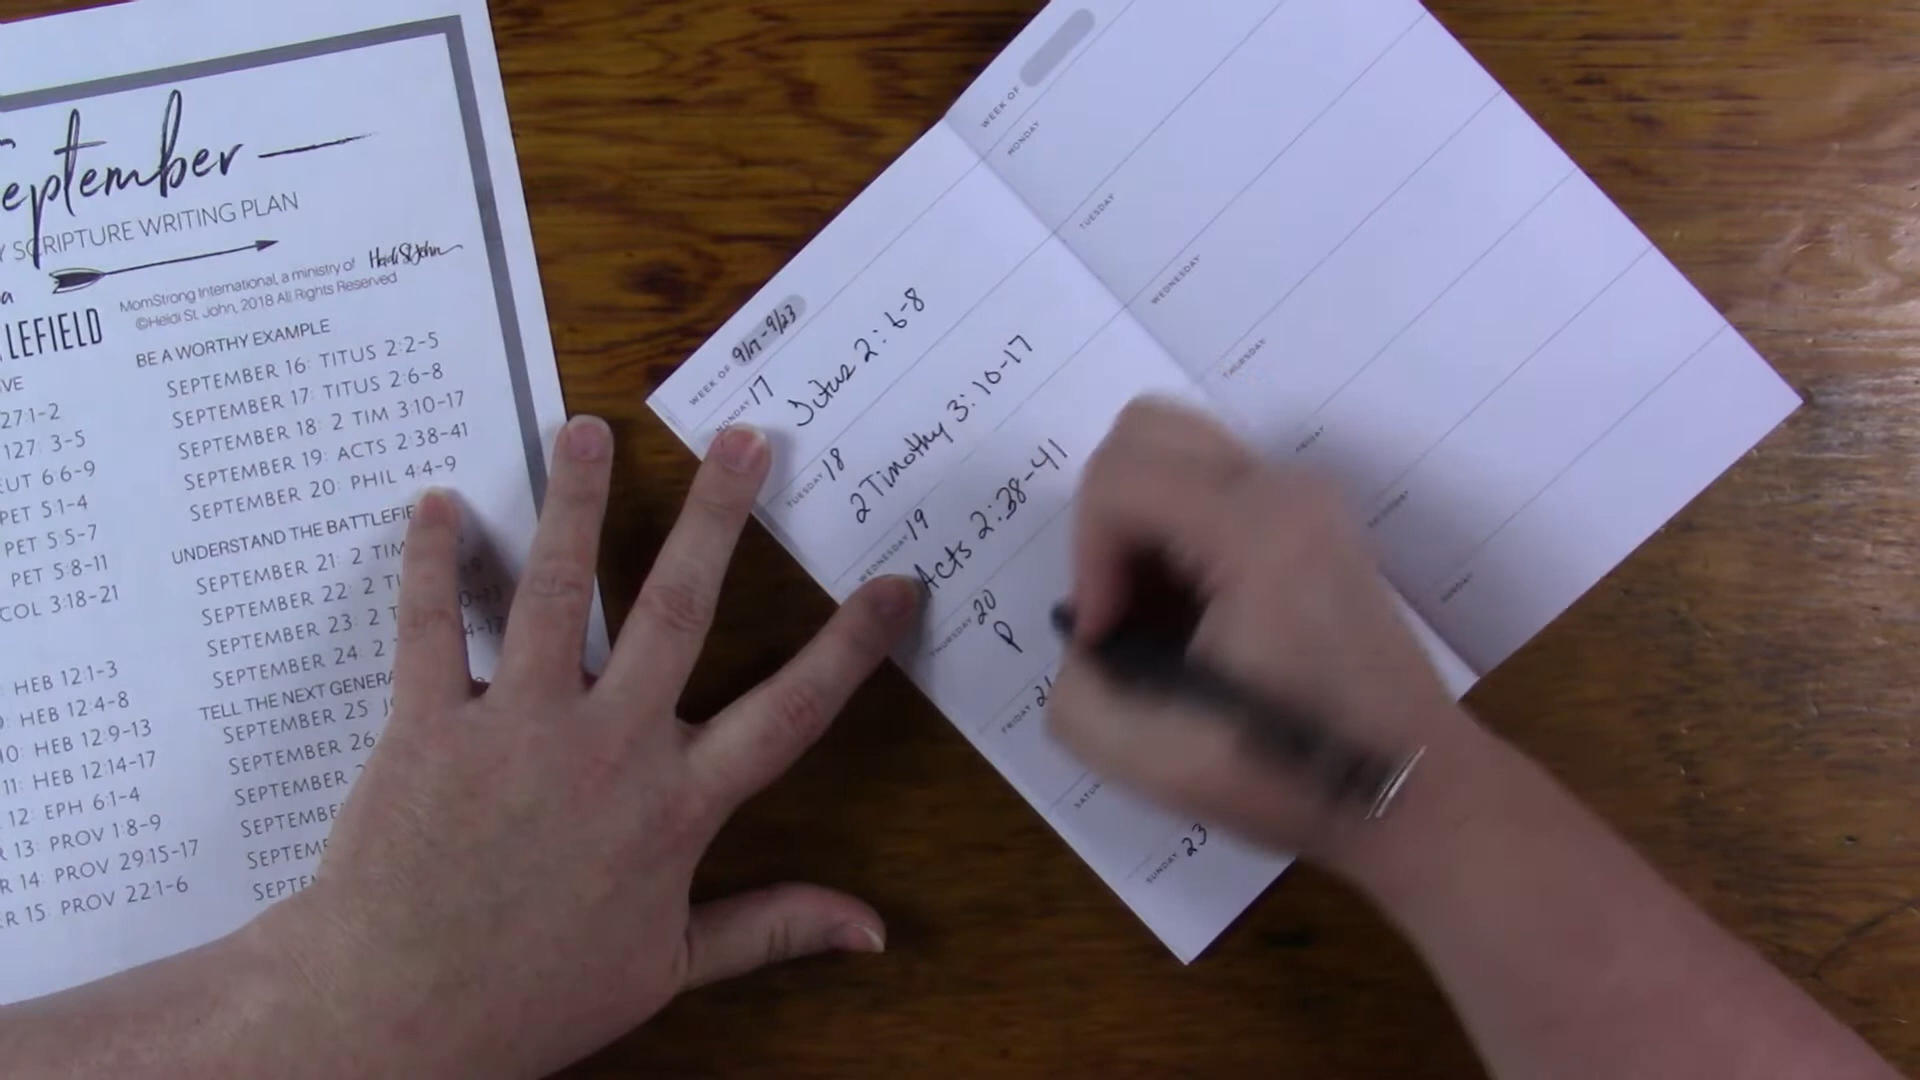 September
SCRIPTURE WRITING PLAN
MomStrong International, a ministry of Heidi St. John
©Heidi St. John, 2018 All Rights Reserved
LEFIELD
27:1-2
127: 3-5
6:6-9
PET 5:1-4
PET 5:5-7
PET 5:8-11
COL 3:18-21
HEB 12:1-3
HEB 12:4-8
10: HEB 12:9-13
11: HEB 12:14-17
12: EPH 6:1-4
13: PROV 1:8-9
R 14: PROV 29:15-17
ER 15: PROV 22:1-6
BE A WORTHY EXAMPLE
SEPTEMBER 16: TITUS 2:2-5
SEPTEMBER 17: TITUS 2:6-8
SEPTEMBER 18: 2 TIM 3:10-17
SEPTEMBER 19: ACTS 2:38-41
SEPTEMBER 20: PHIL 4:4-9
UNDERSTAND THE BATTLEFIE
SEPTEMBER 21: 2 TIM
SEPTEMBER 22: 2 TI
SEPTEMBER 23: 2 T
SEPTEMBER 24: 2
TELL THE NEXT GENERA
SEPTEMBER 25: JO
SEPTEMBER 26:
SEPTEMBER
SEPTEMBE
SEPTEME
SEPTE
WEEK OF 9/17-9/23
MONDAY 17
Titus 2:6-8
TUESDAY 18
2 Timothy 3:10-17
WEDNESDAY 19
Acts 2:38-41
THURSDAY 20
P
FRIDAY 21
SATU
SUNDAY 23
WEEK OF
MONDAY
TUESDAY
WEDNESDAY
THURSDAY
FRIDAY
SATURDAY
SUNDAY